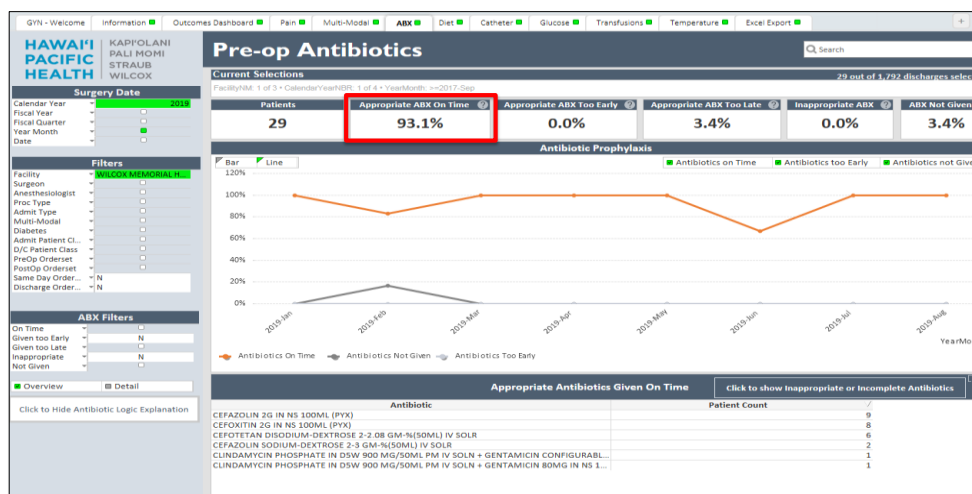 GYN - Welcome Information Outcomes Dashboard Pain Multi-Modal ABX Diet Catheter Glucose Transfusions Temperature Excel Export +
HAWAI'I PACIFIC HEALTH
KAPI'OLANI
PALI MOMI
STRAUB
WILCOX
Pre-op Antibiotics
Search
Current Selections
29 out of 1,792 discharges selec
FacilityNM: 1 of 3 • CalendarYearNBR: 1 of 4 • YearMonth: >=2017-Sep
Surgery Date
Calendar Year 2019
Fiscal Year
Fiscal Quarter
Year Month
Date
Patients
29
Appropriate ABX On Time ?
93.1%
Appropriate ABX Too Early ?
0.0%
Appropriate ABX Too Late ?
3.4%
Inappropriate ABX ?
0.0%
ABX Not Given
3.4%
Filters
Facility WILCOX MEMORIAL H...
Surgeon
Anesthesiologist
Proc Type
Admit Type
Multi-Modal
Diabetes
Admit Patient Cl...
D/C Patient Class
PreOp Orderset
PostOp Orderset
Same Day Order... N
Discharge Order... N
Antibiotic Prophylaxis
Bar Line
Antibiotics on Time Antibiotics too Early Antibiotics not Give
120%
100%
80%
60%
40%
20%
0%
2019-Jan 2019-Feb 2019-Mar 2019-Apr 2019-May 2019-Jun 2019-Jul 2019-Aug
YearMo
Antibiotics On Time Antibiotics Not Given Antibiotics Too Early
ABX Filters
On Time
Given too Early N
Given too Late
Inappropriate N
Not Given
Overview Detail
Click to Hide Antibiotic Logic Explanation
Appropriate Antibiotics Given On Time
Click to show Inappropriate or Incomplete Antibiotics
Antibiotic Patient Count
CEFAZOLIN 2G IN NS 100ML (PYX) 9
CEFOXITIN 2G IN NS 100ML (PYX) 8
CEFOTETAN DISODIUM-DEXTROSE 2-2.08 GM-%(50ML) IV SOLR 6
CEFAZOLIN SODIUM-DEXTROSE 2-3 GM-%(50ML) IV SOLR 2
CLINDAMYCIN PHOSPHATE IN D5W 900 MG/50ML PM IV SOLN + GENTAMICIN CONFIGURABL... 1
CLINDAMYCIN PHOSPHATE IN D5W 900 MG/50ML PM IV SOLN + GENTAMICIN 80MG IN NS 1... 1